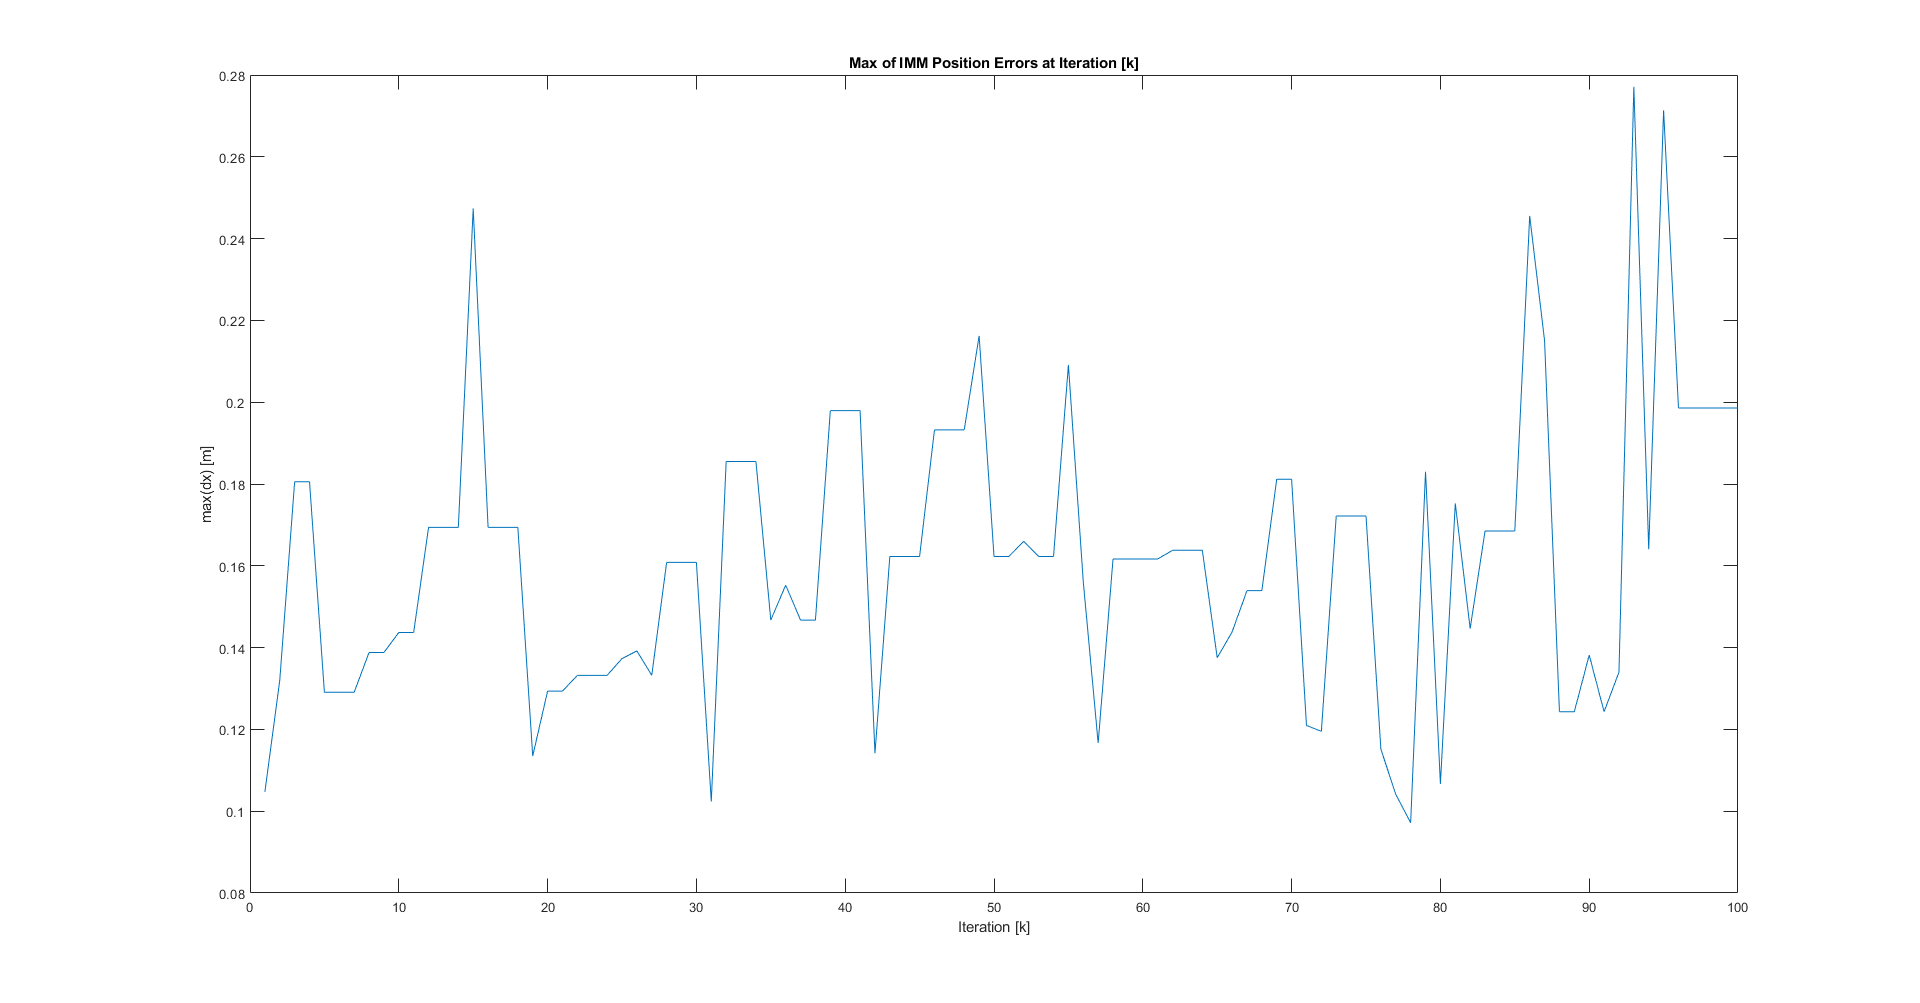 Max of IMM Position Errors at Iteration [k]
max(dx) [m]
0.28
0.26
0.24
0.22
0.2
0.18
0.16
0.14
0.12
0.1
0.08
0 10 20 30 40 50 60 70 80 90 100
Iteration [k]